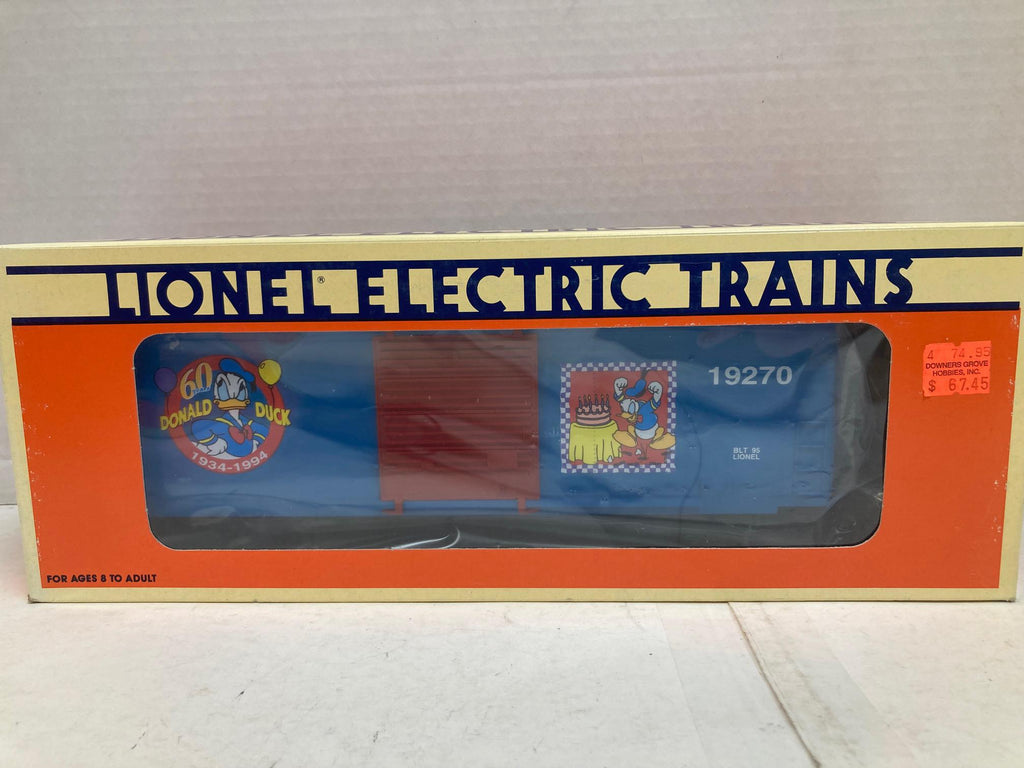 LIONEL® ELECTRIC TRAINS
60
DONALD DUCK
1934-1994
19270
BLT 95
LIONEL
4 74.95
DOWNERS GROVE
HOBBIES, INC.
$ 67.45
FOR AGES 8 TO ADULT